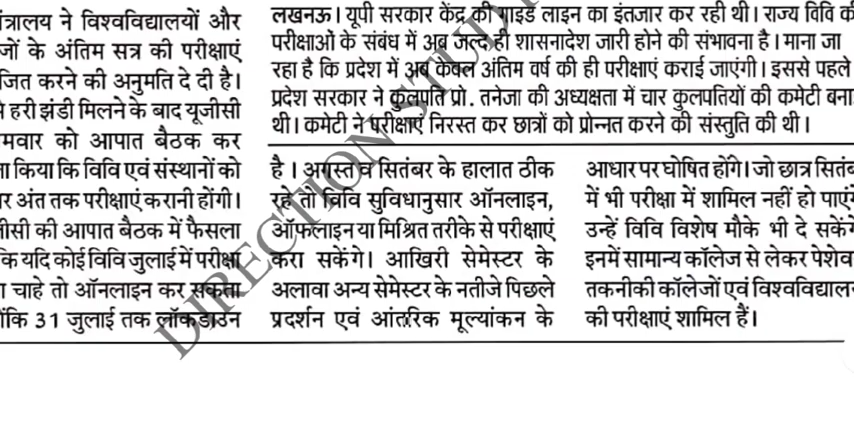 मंत्रालय ने विश्वविद्यालयों और
अंतिम सत्र की परीक्षाएं
करने की अनुमति दे दी है।
हरी झंडी मिलने के बाद यूजीसी
को आपात बैठक कर
किया कि विवि एवं संस्थानों को
अंत तक परीक्षाएं करानी होंगी।
की आपात बैठक में फैसला
कि यदि कोई विवि जुलाई में परीक्षा
चाहे तो ऑनलाइन कर सकता
31 जुलाई तक लॉकडाउन
लखनऊ। यूपी सरकार केंद्र की गाइड लाइन का इंतजार कर रही थी। राज्य विवि की
परीक्षाओं के संबंध में अब जल्द ही शासनादेश जारी होने की संभावना है। माना जा
रहा है कि प्रदेश में अब केवल अंतिम वर्ष की ही परीक्षाएं कराई जाएंगी। इससे पहले
प्रदेश सरकार ने कुलपति प्रो. तनेजा की अध्यक्षता में चार कुलपतियों की कमेटी बना
थी। कमेटी ने परीक्षाएं निरस्त कर छात्रों को प्रोन्नत करने की संस्तुति की थी।
है। अगस्त व सितंबर के हालात ठीक
रहे तो विवि सुविधानुसार ऑनलाइन,
ऑफलाइन या मिश्रित तरीके से परीक्षाएं
करा सकेंगे। आखिरी सेमेस्टर के
अलावा अन्य सेमेस्टर के नतीजे पिछले
प्रदर्शन एवं आंतरिक मूल्यांकन के
आधार पर घोषित होंगे। जो छात्र
में भी परीक्षा में शामिल नहीं हो पाएंगे
उन्हें विवि विशेष मौके भी दे सकेंगे
इनमें सामान्य कॉलेज से लेकर
तकनीकी कॉलेजों एवं
की परीक्षाएं शामिल हैं।
DIRECTION STUD